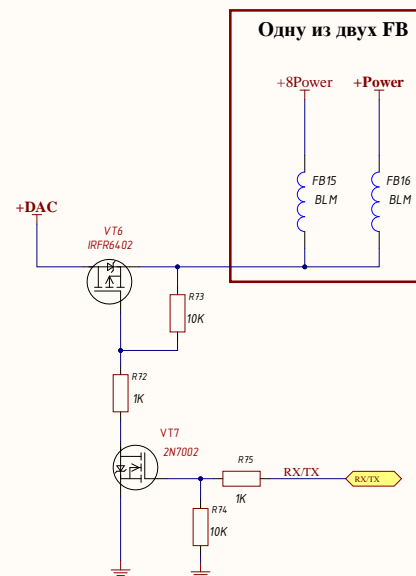 Одну из двух FB
+8Power
+Power
FB15
BLM
FB16
BLM
+DAC
VT6
IRFR6402
R73
10K
R72
1K
VT7
2N7002
R75
1K
RX/TX
RX/TX
R74
10K